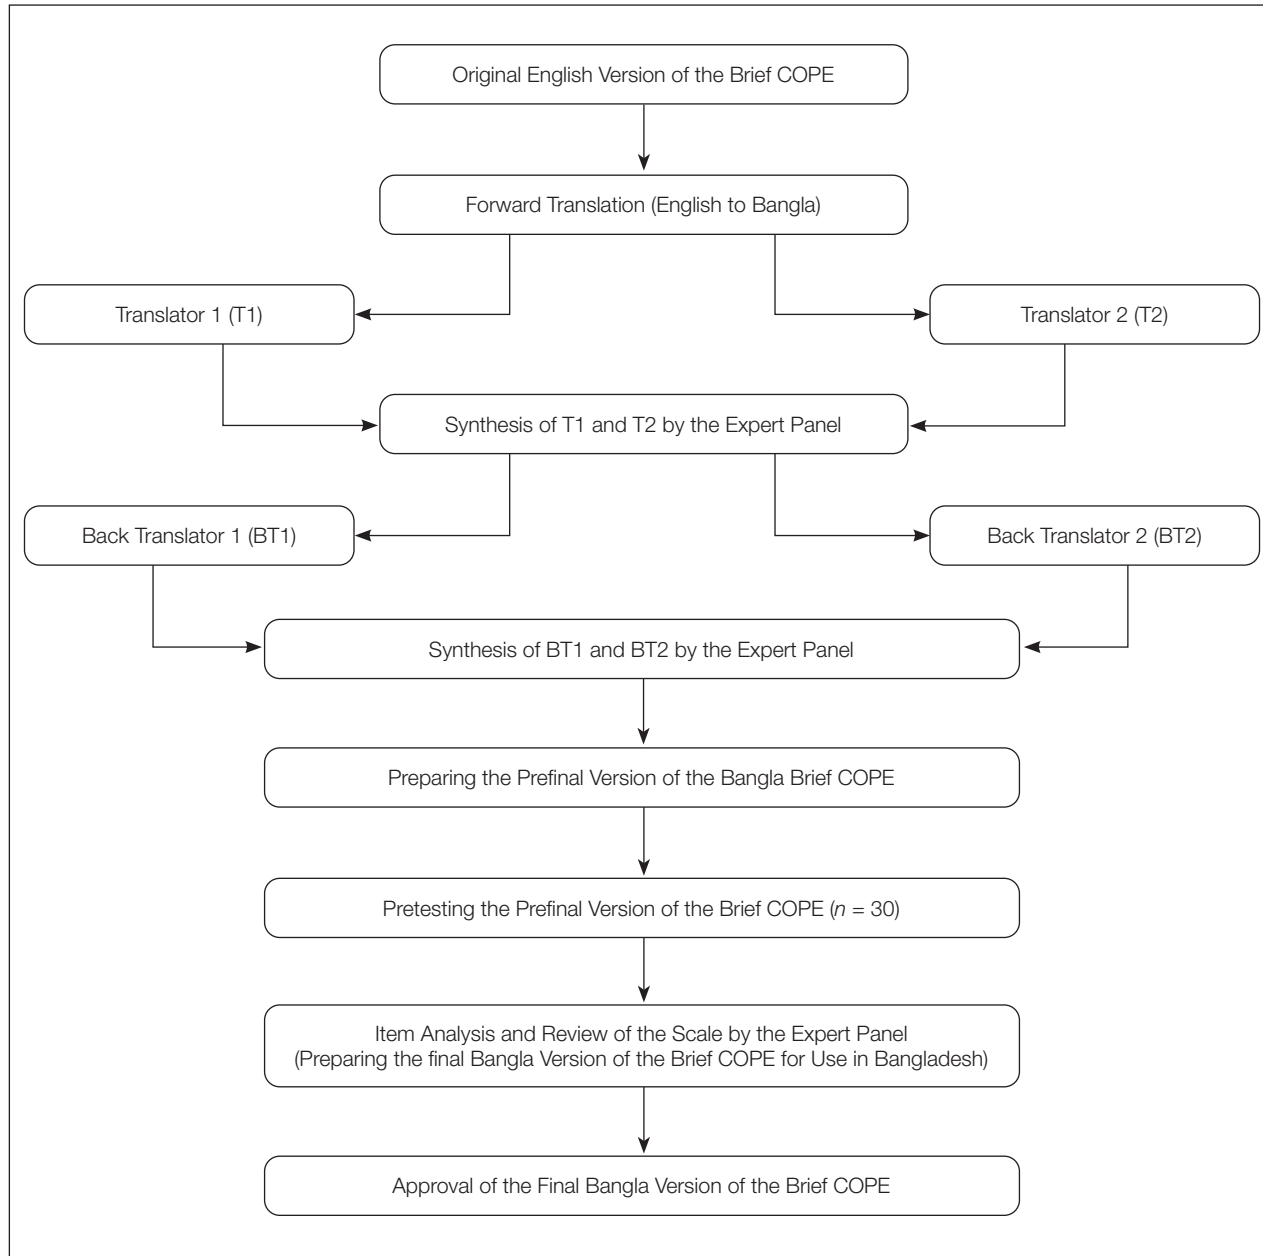 Original English Version of the Brief COPE
Forward Translation (English to Bangla)
Translator 1 (T1)
Translator 2 (T2)
Synthesis of T1 and T2 by the Expert Panel
Back Translator 1 (BT1)
Back Translator 2 (BT2)
Synthesis of BT1 and BT2 by the Expert Panel
Preparing the Prefinal Version of the Bangla Brief COPE
Pretesting the Prefinal Version of the Brief COPE (n = 30)
Item Analysis and Review of the Scale by the Expert Panel
(Preparing the final Bangla Version of the Brief COPE for Use in Bangladesh)
Approval of the Final Bangla Version of the Brief COPE